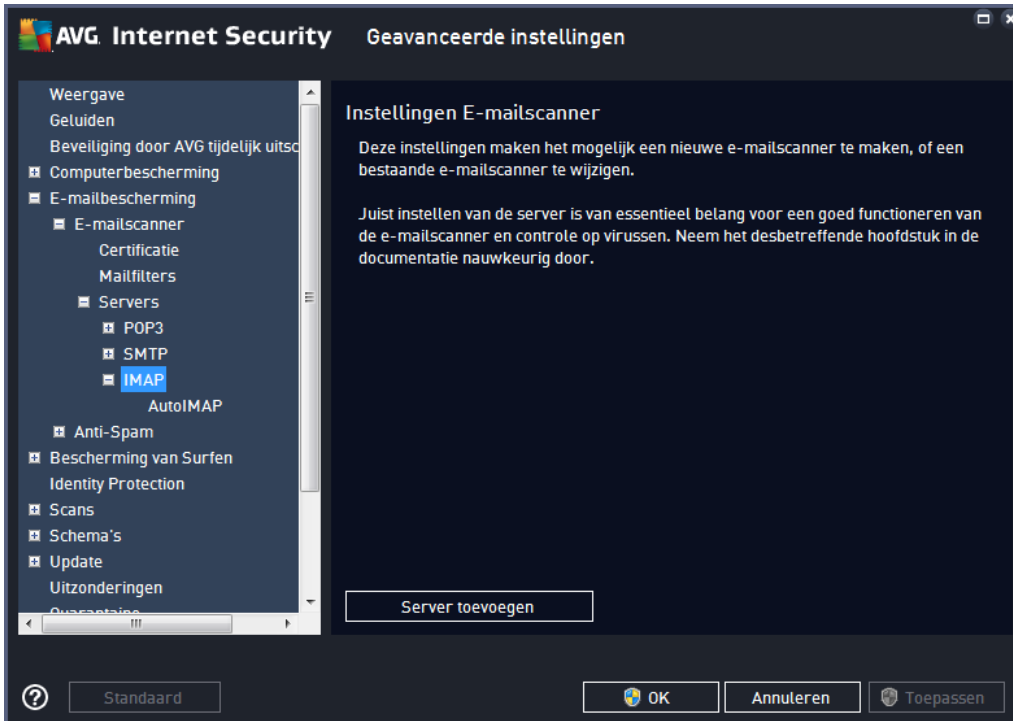 AVG. Internet Security Geavanceerde instellingen
Weergave
Geluiden
Beveiliging door AVG tijdelijk uitsc
Computerbescherming
E-mailbescherming
E-mailscanner
Certificatie
Mailfilters
Servers
POP3
SMTP
IMAP
AutoIMAP
Anti-Spam
Bescherming van Surfen
Identity Protection
Scans
Schema's
Update
Uitzonderingen
Quarantaine
Instellingen E-mailscanner
Deze instellingen maken het mogelijk een nieuwe e-mailscanner te maken, of een
bestaande e-mailscanner te wijzigen.
Juist instellen van de server is van essentieel belang voor een goed functioneren van
de e-mailscanner en controle op virussen. Neem het desbetreffende hoofdstuk in de
documentatie nauwkeurig door.
Server toevoegen
Standaard
OK
Annuleren
Toepassen